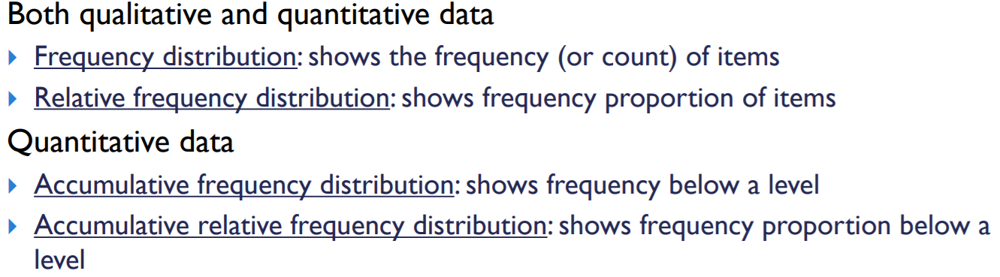 Both qualitative and quantitative data
Frequency distribution: shows the frequency (or count) of items
Relative frequency distribution: shows frequency proportion of items
Quantitative data
Accumulative frequency distribution: shows frequency below a level
Accumulative relative frequency distribution: shows frequency proportion below a
level